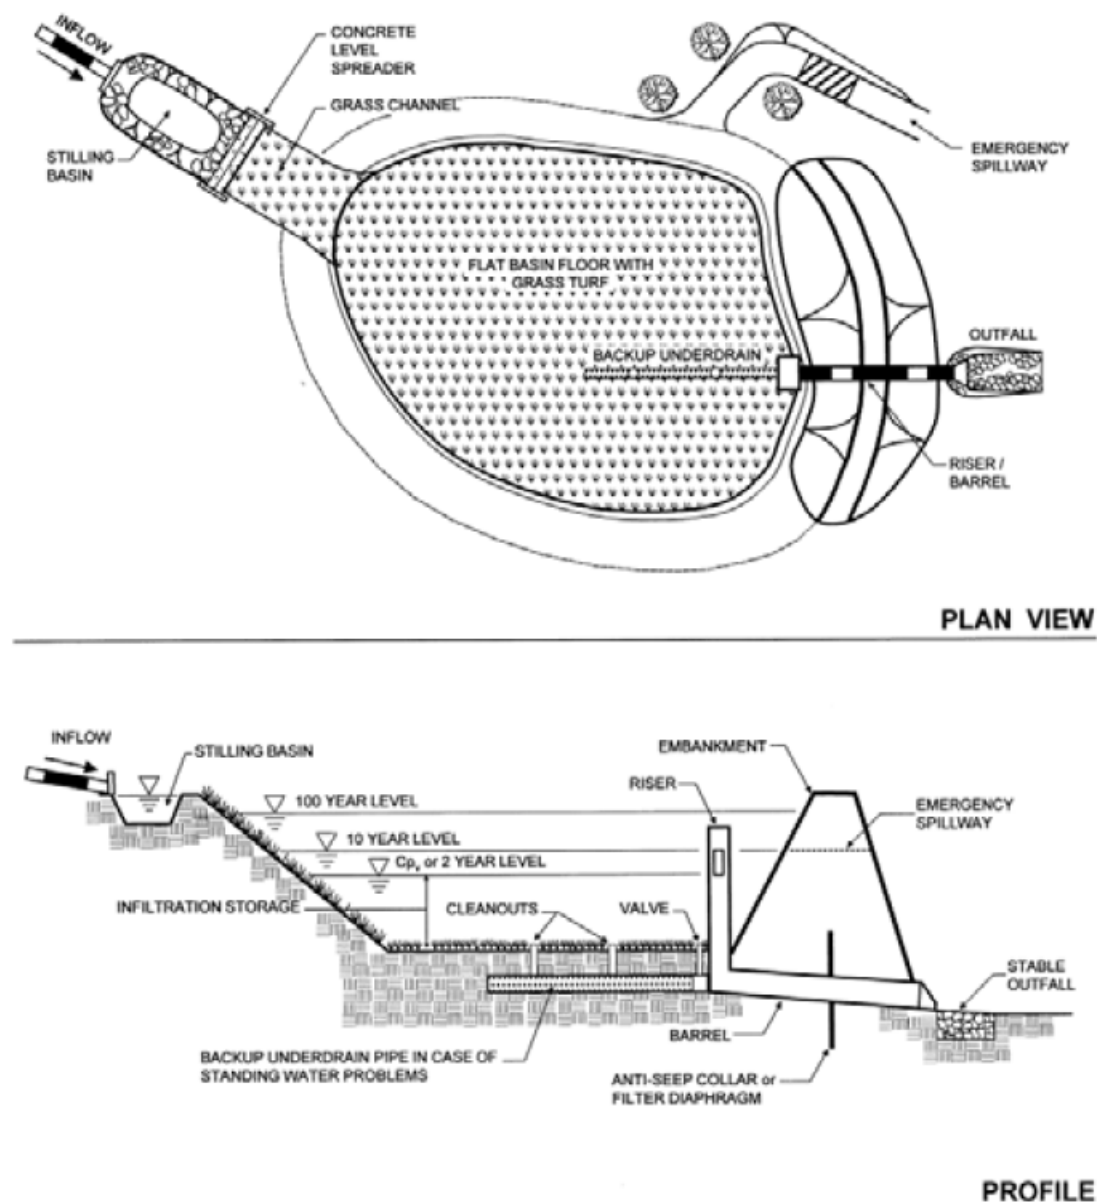 INFLOW
CONCRETE
LEVEL
SPREADER
GRASS CHANNEL
STILLING
BASIN
EMERGENCY
SPILLWAY
FLAT BASIN FLOOR WITH
GRASS TURF
BACKUP UNDERDRAIN
OUTFALL
RISER /
BARREL
PLAN VIEW
INFLOW
STILLING BASIN
EMBANKMENT
RISER
100 YEAR LEVEL
EMERGENCY
SPILLWAY
10 YEAR LEVEL
Cpv or 2 YEAR LEVEL
INFILTRATION STORAGE
CLEANOUTS
VALVE
STABLE
OUTFALL
BARREL
BACKUP UNDERDRAIN PIPE IN CASE OF
STANDING WATER PROBLEMS
ANTI-SEEP COLLAR or
FILTER DIAPHRAGM
PROFILE